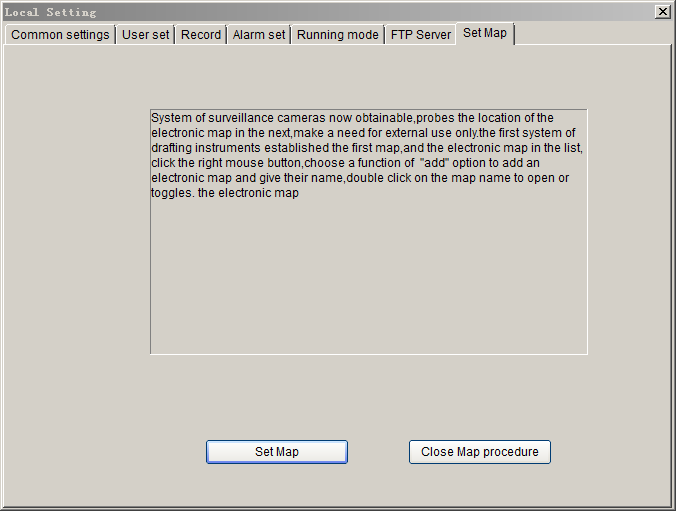 Local Setting
Common settings User set Record Alarm set Running mode FTP Server Set Map
System of surveillance cameras now obtainable,probes the location of the
electronic map in the next,make a need for external use only.the first system of
drafting instruments established the first map,and the electronic map in the list,
click the right mouse button,choose a function of "add" option to add an
electronic map and give their name,double click on the map name to open or
toggles. the electronic map
Set Map Close Map procedure